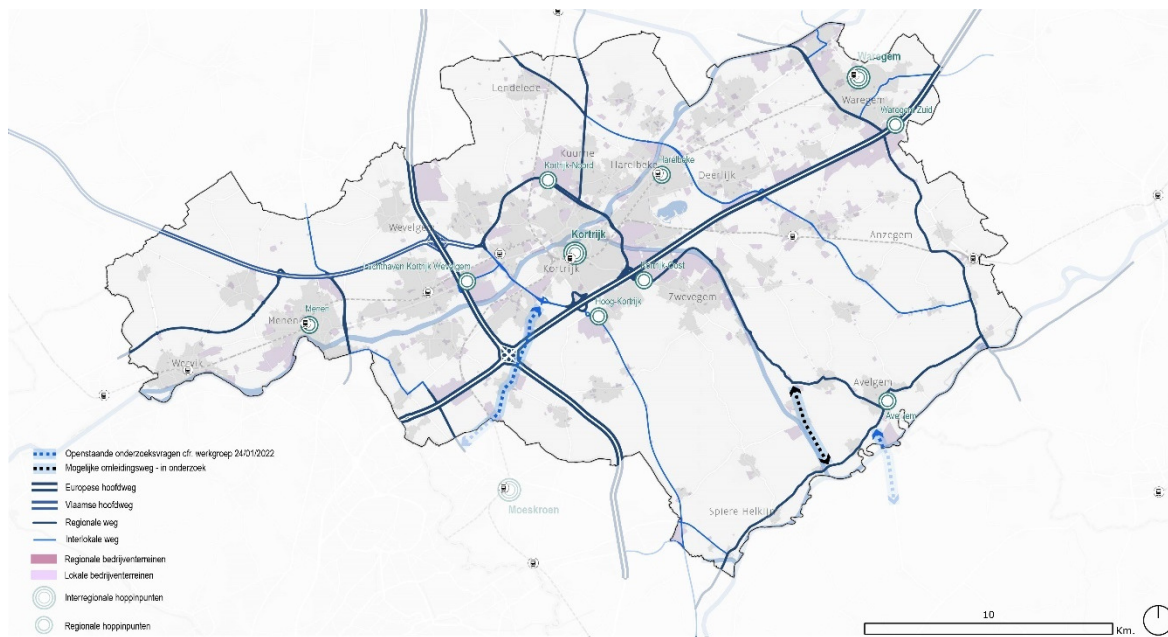 Waregem
Waregem
Waregem Zuid
Lendelede
Kuurne
Kortrijk-Noord
Harelbeke
Harelbeke
Deerlijk
Wevelgem
Kortrijk
Kortrijk
Anzegem
Luchthaven Kortrijk Wevelgem
Kortrijk-Oost
Zwevegem
Hoog-Kortrijk
Menen
Menen
Wervik
Avelgem
Avelgem
Moeskroen
Spiere Helkijn
Openstaande onderzoeksvragen cfr. werkgroep 24/01/2022
Mogelijke omleidingsweg - in onderzoek
Europese hoofdweg
Vlaamse hoofdweg
Regionale weg
Interlokale weg
Regionale bedrijventerreinen
Lokale bedrijventerreinen
Interregionale hoppinpunten
Regionale hoppinpunten
10
Km.